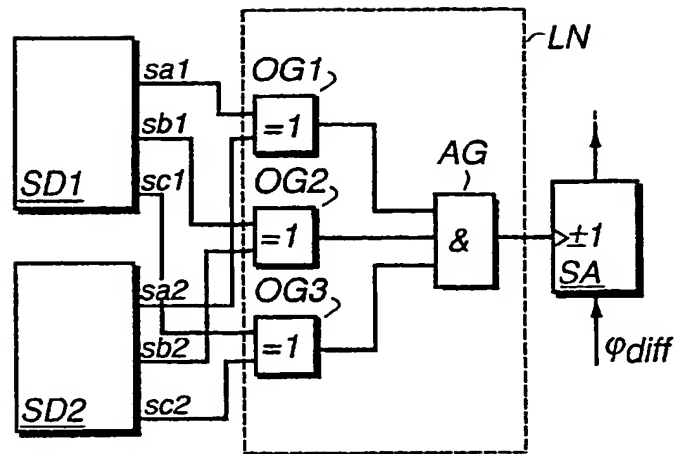 LN
OG1
sa1
=1
sb1
AG
OG2
sc1
SD1
=1
&
±1
SA
OG3
sa2
=1
sb2
φdiff
SD2
sc2